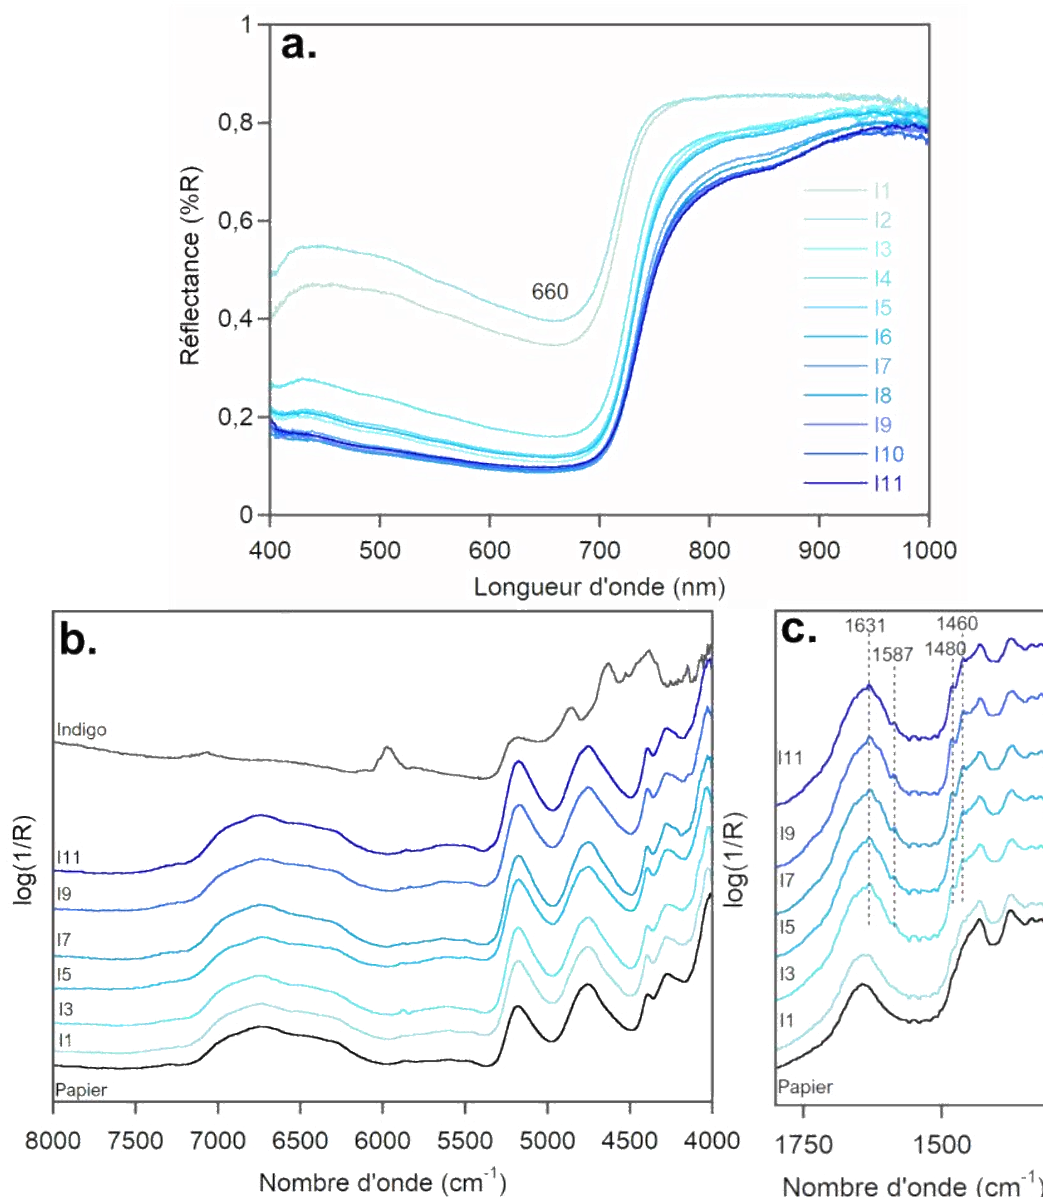 a.
1
0,8
0,6
0,4
0,2
0
Réflectance (%R)
660
I1
I2
I3
I4
I5
I6
I7
I8
I9
I10
I11
400 500 600 700 800 900 1000
Longueur d'onde (nm)
b.
Indigo
I11
I9
I7
I5
I3
I1
Papier
log(1/R)
8000 7500 7000 6500 6000 5500 5000 4500 4000
Nombre d'onde (cm-1)
c.
1631 1460
1587 1480
I11
I9
I7
I5
I3
I1
Papier
log(1/R)
1750 1500
Nombre d'onde (cm-1)